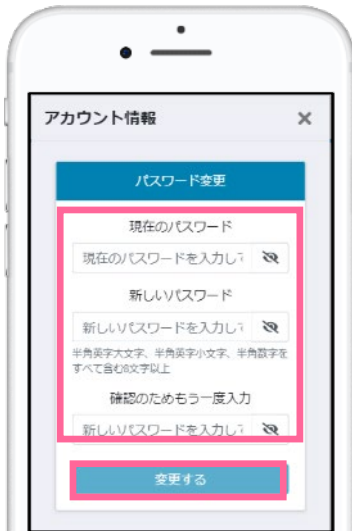 アカウント情報 ×
パスワード変更
現在のパスワード
現在のパスワードを入力して
新しいパスワード
新しいパスワードを入力して
半角英字大文字、半角英字小文字、半角数字を
すべて含む8文字以上
確認のためもう一度入力
新しいパスワードを入力して
変更する